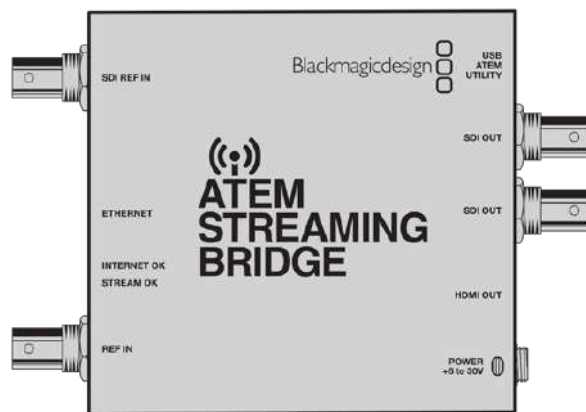 SDI REF IN
ETHERNET
INTERNET OK
STREAM OK
REF IN
Blackmagicdesign
ATEM
STREAMING
BRIDGE
USB
ATEM
UTILITY
SDI OUT
SDI OUT
HDMI OUT
POWER
+6 to 30V